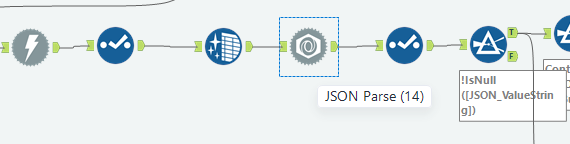 T
F
JSON Parse (14)
!IsNull
([JSON_ValueStrin
g])